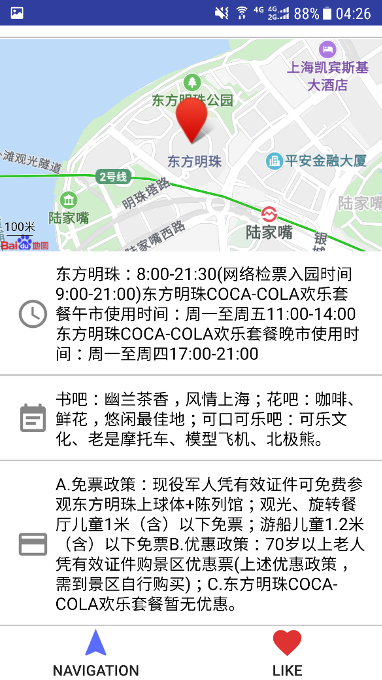 4G 4G 2G 88% 04:26
上海凯宾斯基
大酒店
东方明珠公园
东方明珠
平安金融大厦
滩观光隧道
2号线
明珠塔路
陆家嘴
陆家嘴
陆家嘴
陆家嘴西路
银城
100米
Baidu地图
东方明珠：8:00-21:30(网络检票入园时间
9:00-21:00)东方明珠COCA-COLA欢乐套
餐午市使用时间：周一至周五11:00-14:00
东方明珠COCA-COLA欢乐套餐晚市使用时
间：周一至周四17:00-21:00
书吧：幽兰茶香，风情上海；花吧：咖啡、
鲜花，悠闲最佳地；可口可乐吧：可乐文
化、老是摩托车、模型飞机、北极熊。
A.免票政策：现役军人凭有效证件可免费参
观东方明珠上球体+陈列馆；观光、旋转餐
厅儿童1米（含）以下免票；游船儿童1.2米
（含）以下免票B.优惠政策：70岁以上老人
凭有效证件购景区优惠票(上述优惠政策，
需到景区自行购买)；C.东方明珠COCA-
COLA欢乐套餐暂无优惠。
NAVIGATION
LIKE